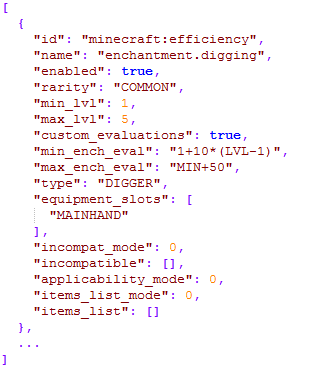 [
  {
    "id": "minecraft:efficiency",
    "name": "enchantment.digging",
    "enabled": true,
    "rarity": "COMMON",
    "min_lvl": 1,
    "max_lvl": 5,
    "custom_evaluations": true,
    "min_ench_eval": "1+10*(LVL-1)",
    "max_ench_eval": "MIN+50",
    "type": "DIGGER",
    "equipment_slots": [
      "MAINHAND"
    ],
    "incompat_mode": 0,
    "incompatible": [],
    "applicability_mode": 0,
    "items_list_mode": 0,
    "items_list": []
  },
  ...
]